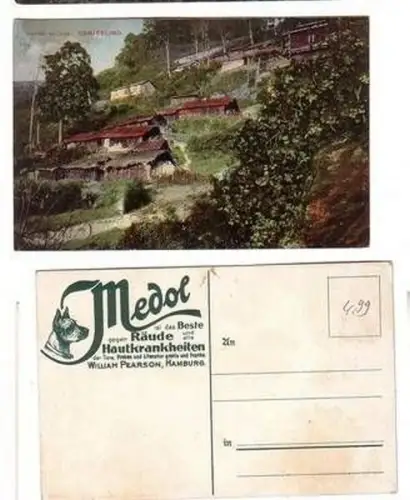 DARJEELING.
Medol
ist das Beste
gegen Räude und alle
Hautkrankheiten
der Tiere, Proben und Literatur gratis und franko.
WILLIAM PEARSON, HAMBURG.
4,99
An
in